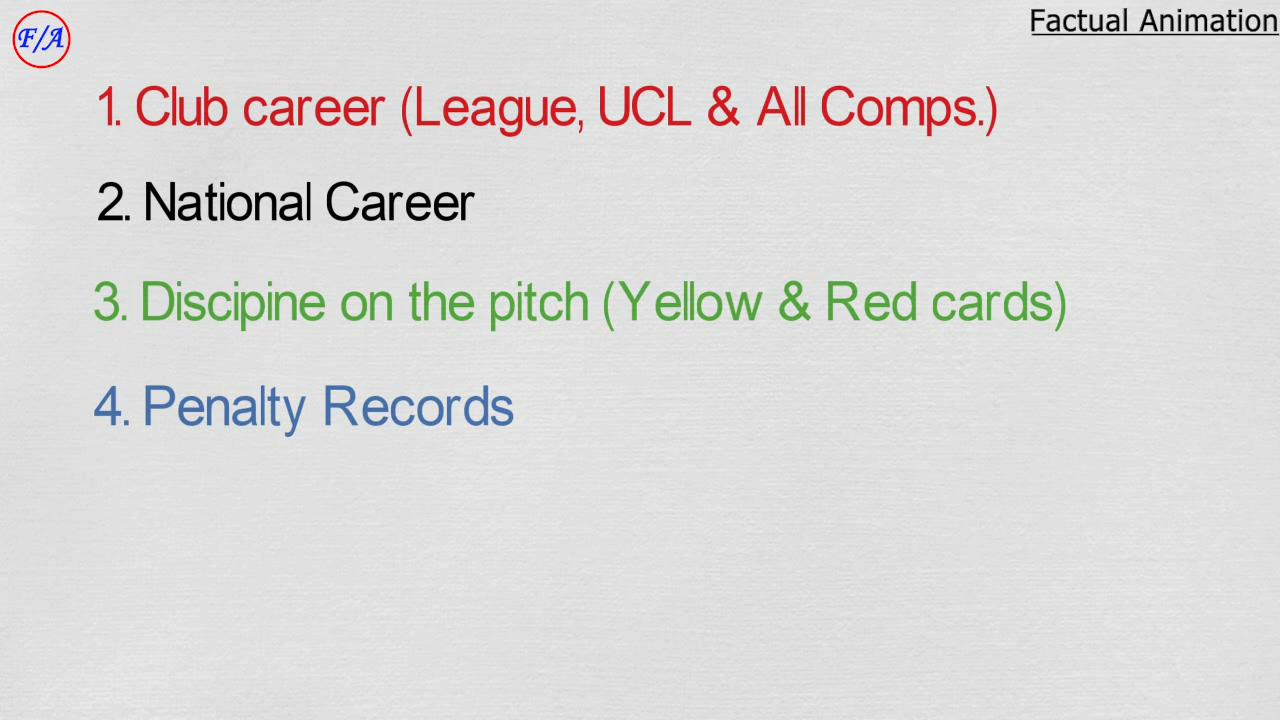 F/A
Factual Animation
1. Club career (League, UCL & All Comps.)
2. National Career
3. Discipine on the pitch (Yellow & Red cards)
4. Penalty Records